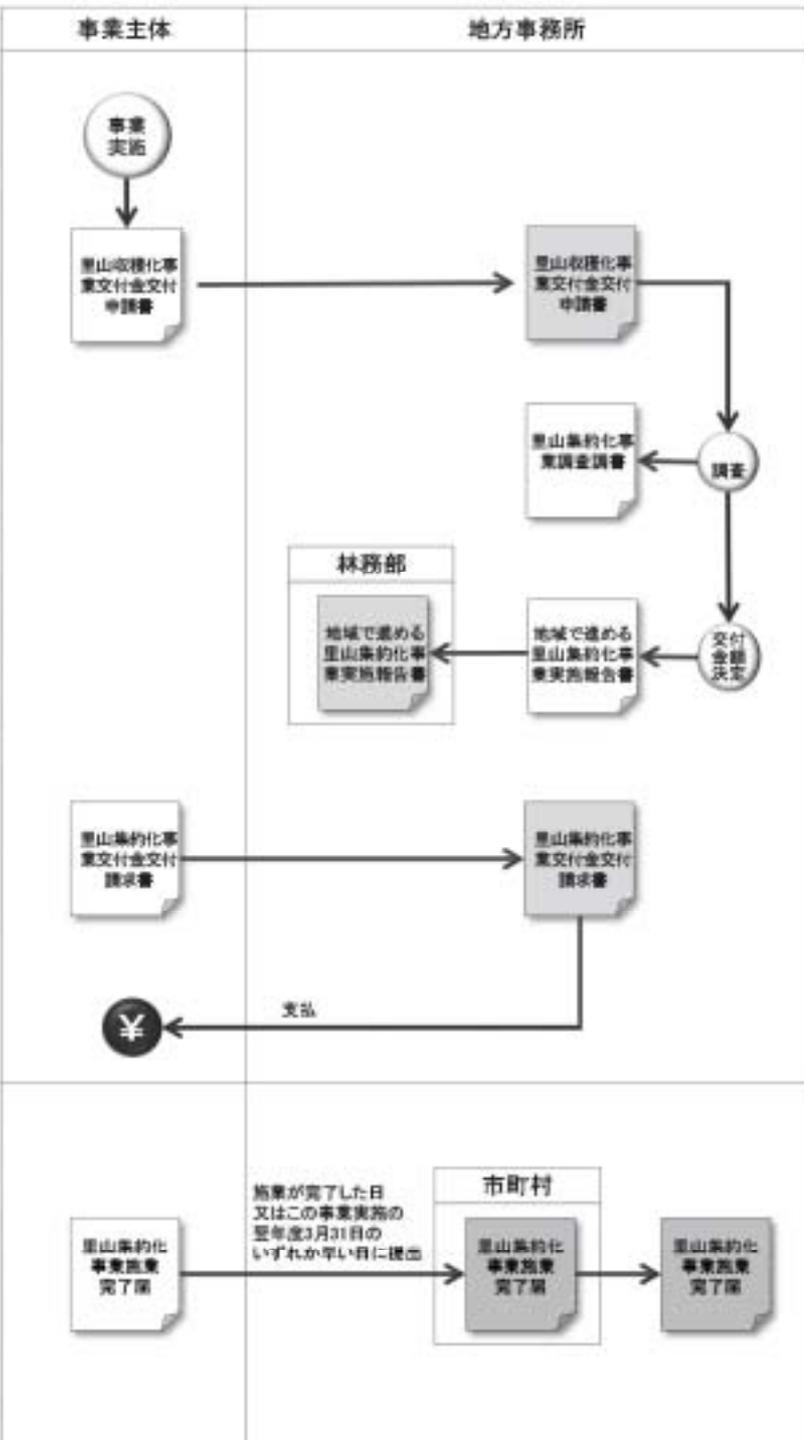 事業主体
地方事務所
事業
実施
里山収穫化事
業交付金交付
申請書
里山収穫化事
業交付金交付
申請書
里山集約化事
業調査調書
調査
林務部
地域で進める
里山集約化事
業実施報告書
地域で進める
里山集約化事
業実施報告書
交付
金額
決定
里山集約化事
業交付金交付
請求書
里山集約化事
業交付金交付
請求書
¥
支払
施業が完了した日
又はこの事業実施の
翌年度3月31日の
いずれか早い日に提出
市町村
里山集約化
事業施業
完了届
里山集約化
事業施業
完了届
里山集約化
事業施業
完了届